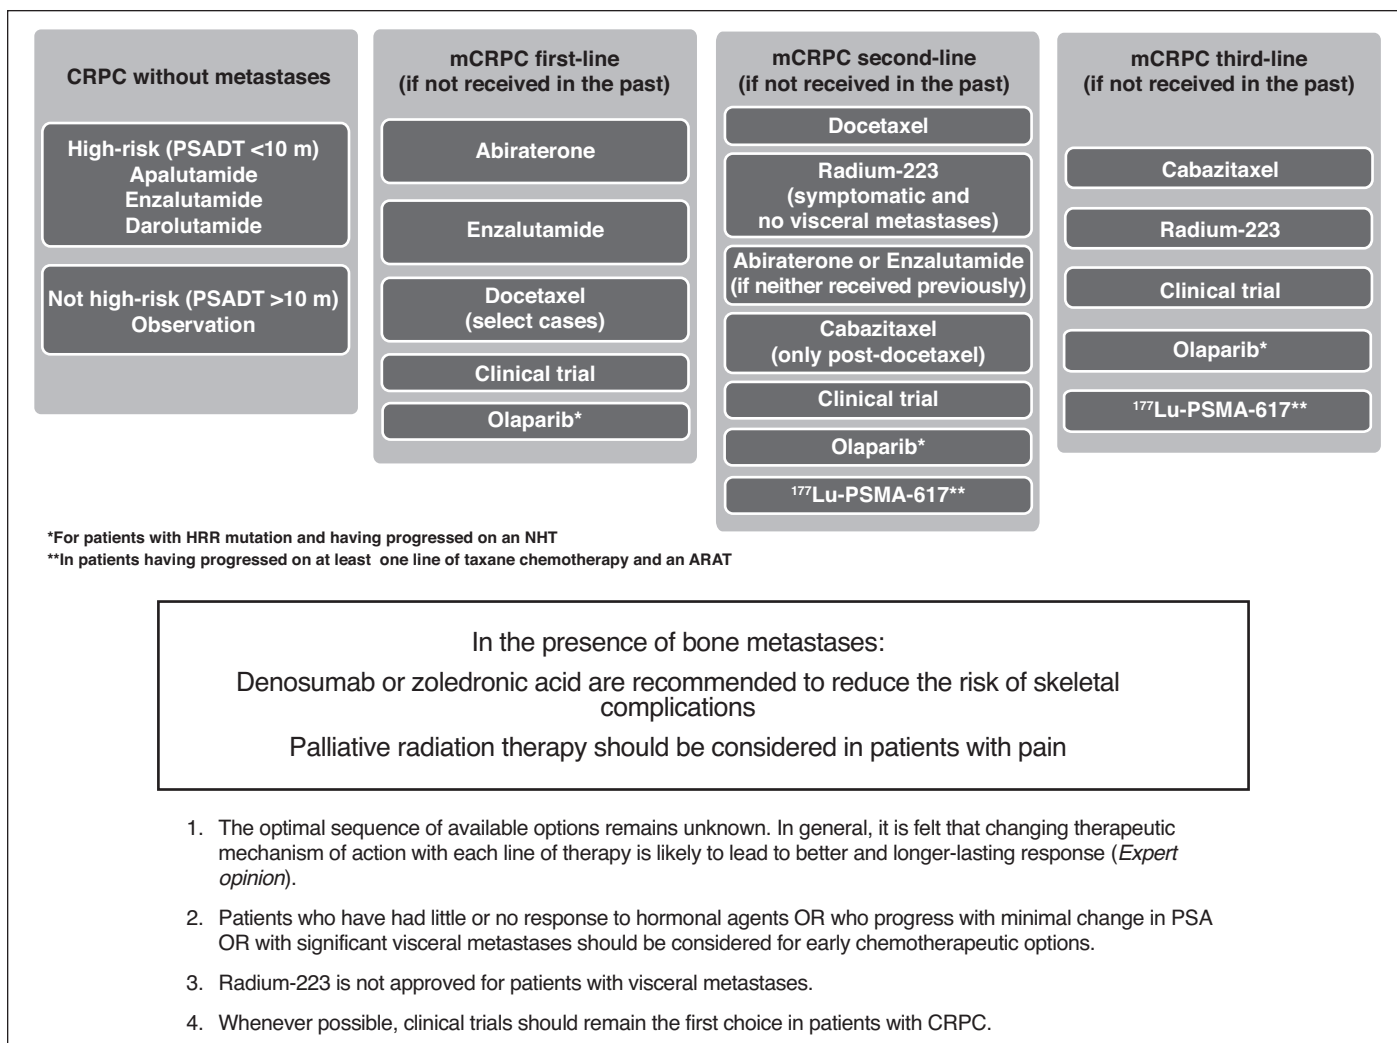 CRPC without metastases
High-risk (PSADT <10 m)
Apalutamide
Enzalutamide
Darolutamide
Not high-risk (PSADT >10 m)
Observation
mCRPC first-line
(if not received in the past)
Abiraterone
Enzalutamide
Docetaxel
(select cases)
Clinical trial
Olaparib*
mCRPC second-line
(if not received in the past)
Docetaxel
Radium-223
(symptomatic and
no visceral metastases)
Abiraterone or Enzalutamide
(if neither received previously)
Cabazitaxel
(only post-docetaxel)
Clinical trial
Olaparib*
¹⁷⁷Lu-PSMA-617**
mCRPC third-line
(if not received in the past)
Cabazitaxel
Radium-223
Clinical trial
Olaparib*
¹⁷⁷Lu-PSMA-617**
*For patients with HRR mutation and having progressed on an NHT
**In patients having progressed on at least one line of taxane chemotherapy and an ARAT
In the presence of bone metastases:
Denosumab or zoledronic acid are recommended to reduce the risk of skeletal
complications
Palliative radiation therapy should be considered in patients with pain
1. The optimal sequence of available options remains unknown. In general, it is felt that changing therapeutic
mechanism of action with each line of therapy is likely to lead to better and longer-lasting response (Expert
opinion).
2. Patients who have had little or no response to hormonal agents OR who progress with minimal change in PSA
OR with significant visceral metastases should be considered for early chemotherapeutic options.
3. Radium-223 is not approved for patients with visceral metastases.
4. Whenever possible, clinical trials should remain the first choice in patients with CRPC.